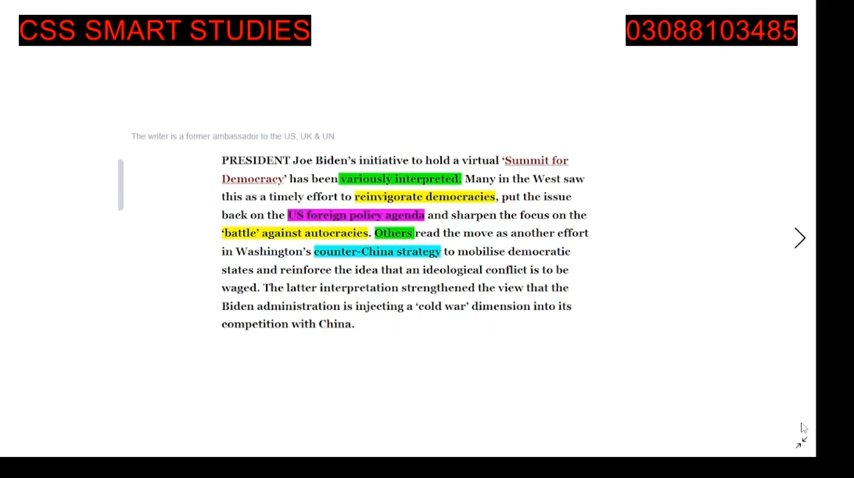 CSS SMART STUDIES
03088103485
The writer is a former ambassador to the US, UK & UN
PRESIDENT Joe Biden's initiative to hold a virtual 'Summit for
Democracy' has been variously interpreted. Many in the West saw
this as a timely effort to reinvigorate democracies, put the issue
back on the US foreign policy agenda and sharpen the focus on the
'battle' against autocracies. Others read the move as another effort
in Washington's counter-China strategy to mobilise democratic
states and reinforce the idea that an ideological conflict is to be
waged. The latter interpretation strengthened the view that the
Biden administration is injecting a 'cold war' dimension into its
competition with China.